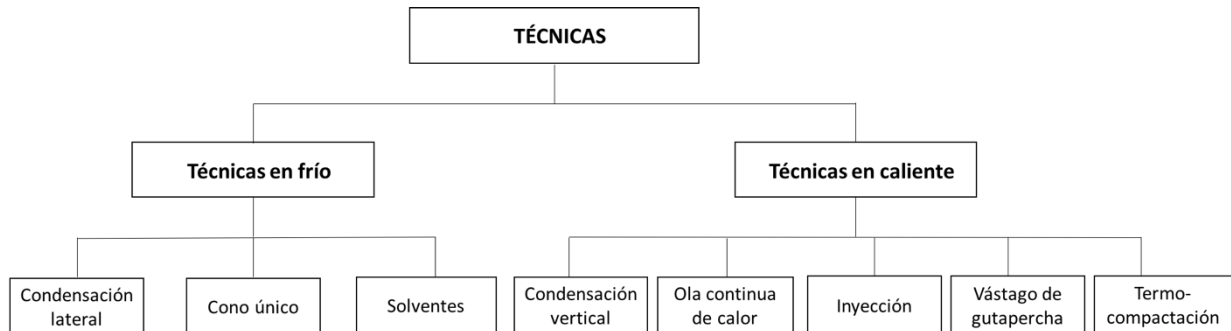 TÉCNICAS
Técnicas en frío
Técnicas en caliente
Condensación
lateral
Cono único
Solventes
Condensación
vertical
Ola continua
de calor
Inyección
Vástago de
gutapercha
Termo-
compactación